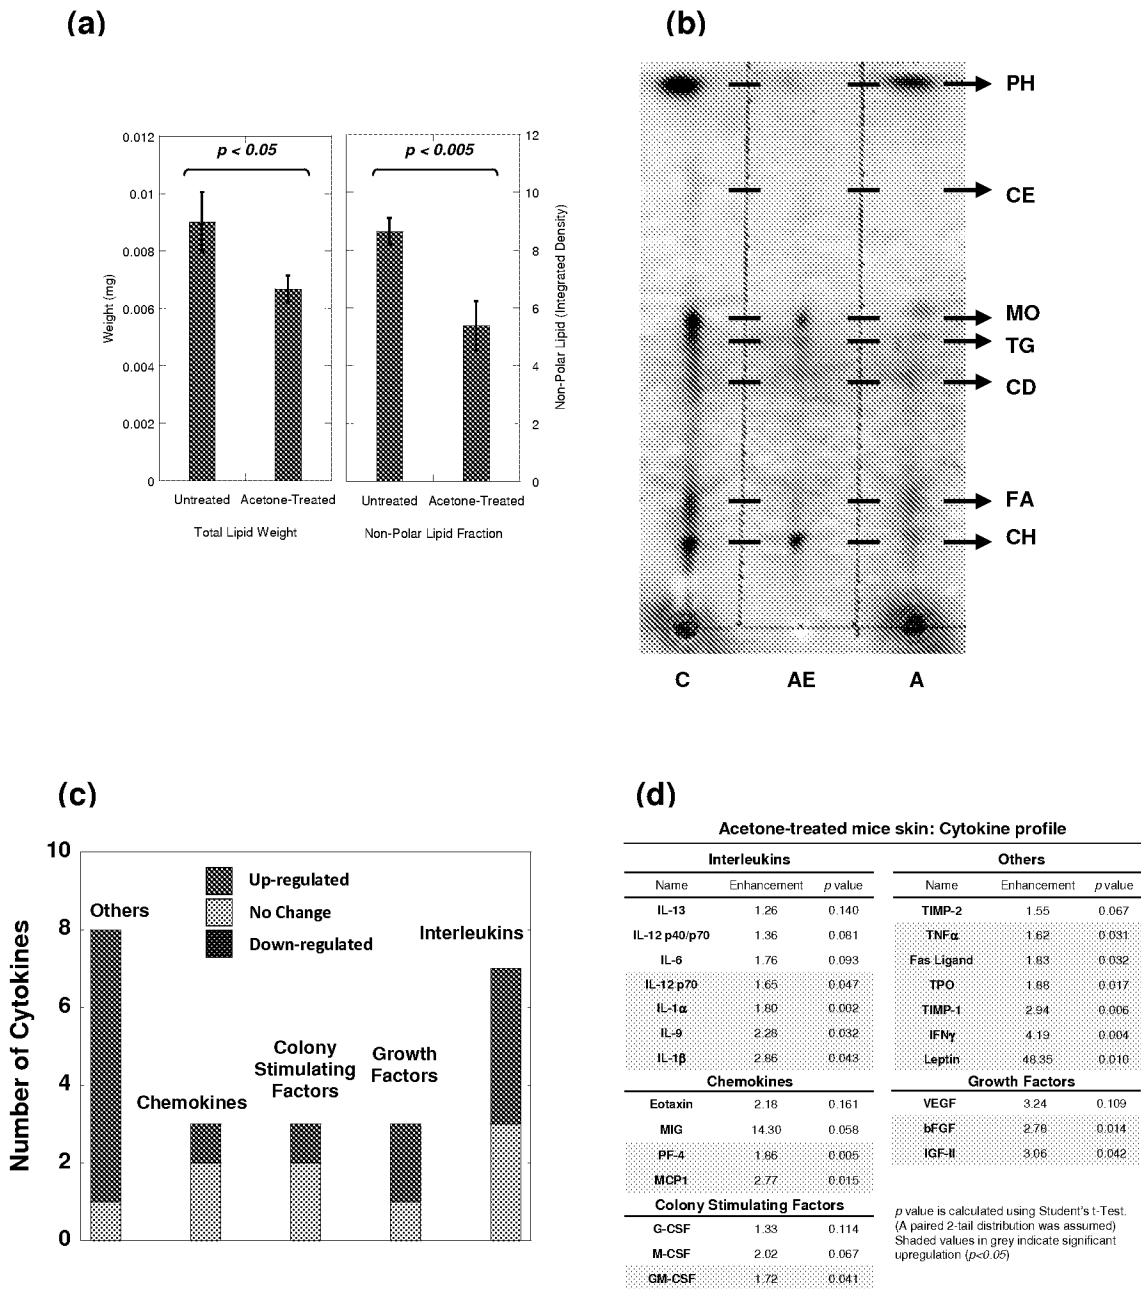 (a)
0.012
0.01
0.008
0.006
0.004
0.002
0
Weight (mg)
p < 0.05
p < 0.005
12
10
8
6
4
2
0
Non-Polar Lipid (Integrated Density)
Untreated Acetone-Treated
Total Lipid Weight
Untreated Acetone-Treated
Non-Polar Lipid Fraction
(b)
PH
CE
MO
TG
CD
FA
CH
C AE A
(c)
10
8
6
4
2
0
Number of Cytokines
Up-regulated
No Change
Down-regulated
Others
Chemokines
Colony
Stimulating
Factors
Growth
Factors
Interleukins
(d)
Acetone-treated mice skin: Cytokine profile
Interleukins
Name Enhancement p value
IL-13 1.26 0.140
IL-12 p40/p70 1.36 0.081
IL-6 1.76 0.093
IL-12 p70 1.65 0.047
IL-1α 1.80 0.002
IL-9 2.28 0.032
IL-1β 2.86 0.043
Chemokines
Eotaxin 2.18 0.161
MIG 14.30 0.058
PF-4 1.86 0.005
MCP1 2.77 0.015
Colony Stimulating Factors
G-CSF 1.33 0.114
M-CSF 2.02 0.067
GM-CSF 1.72 0.041
Others
Name Enhancement p value
TIMP-2 1.55 0.067
TNFα 1.62 0.031
Fas Ligand 1.83 0.032
TPO 1.88 0.017
TIMP-1 2.94 0.006
IFNγ 4.19 0.004
Leptin 48.35 0.010
Growth Factors
VEGF 3.24 0.109
bFGF 2.78 0.014
IGF-II 3.06 0.042
p value is calculated using Student's t-Test.
(A paired 2-tail distribution was assumed)
Shaded values in grey indicate significant
upregulation (p<0.05)